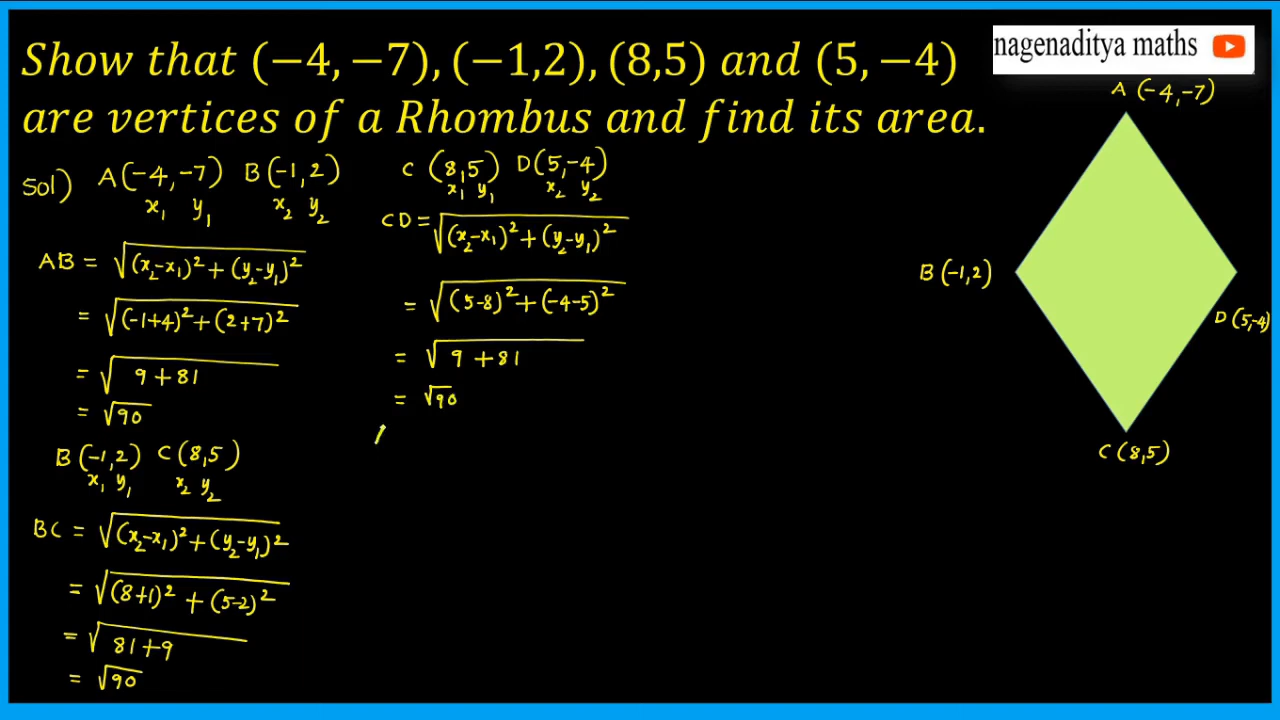 Show that (−4,−7),(−1,2),(8,5) and (5,−4)
are vertices of a Rhombus and find its area.
nagenaditya maths
Sol) A(-4,-7) B(-1,2)
x₁ y₁ x₂ y₂
AB = √(x₂-x₁)²+(y₂-y₁)²
= √(-1+4)²+(2+7)²
= √9+81
= √90
B(-1,2) C(8,5)
x₁ y₁ x₂ y₂
BC = √(x₂-x₁)²+(y₂-y₁)²
= √(8+1)²+(5-2)²
= √81+9
= √90
C (8,5) D(5,-4)
x₁ y₁ x₂ y₂
CD = √(x₂-x₁)²+(y₂-y₁)²
= √(5-8)²+(-4-5)²
= √9+81
= √90
A (-4,-7)
B (-1,2)
D (5,-4)
C (8,5)